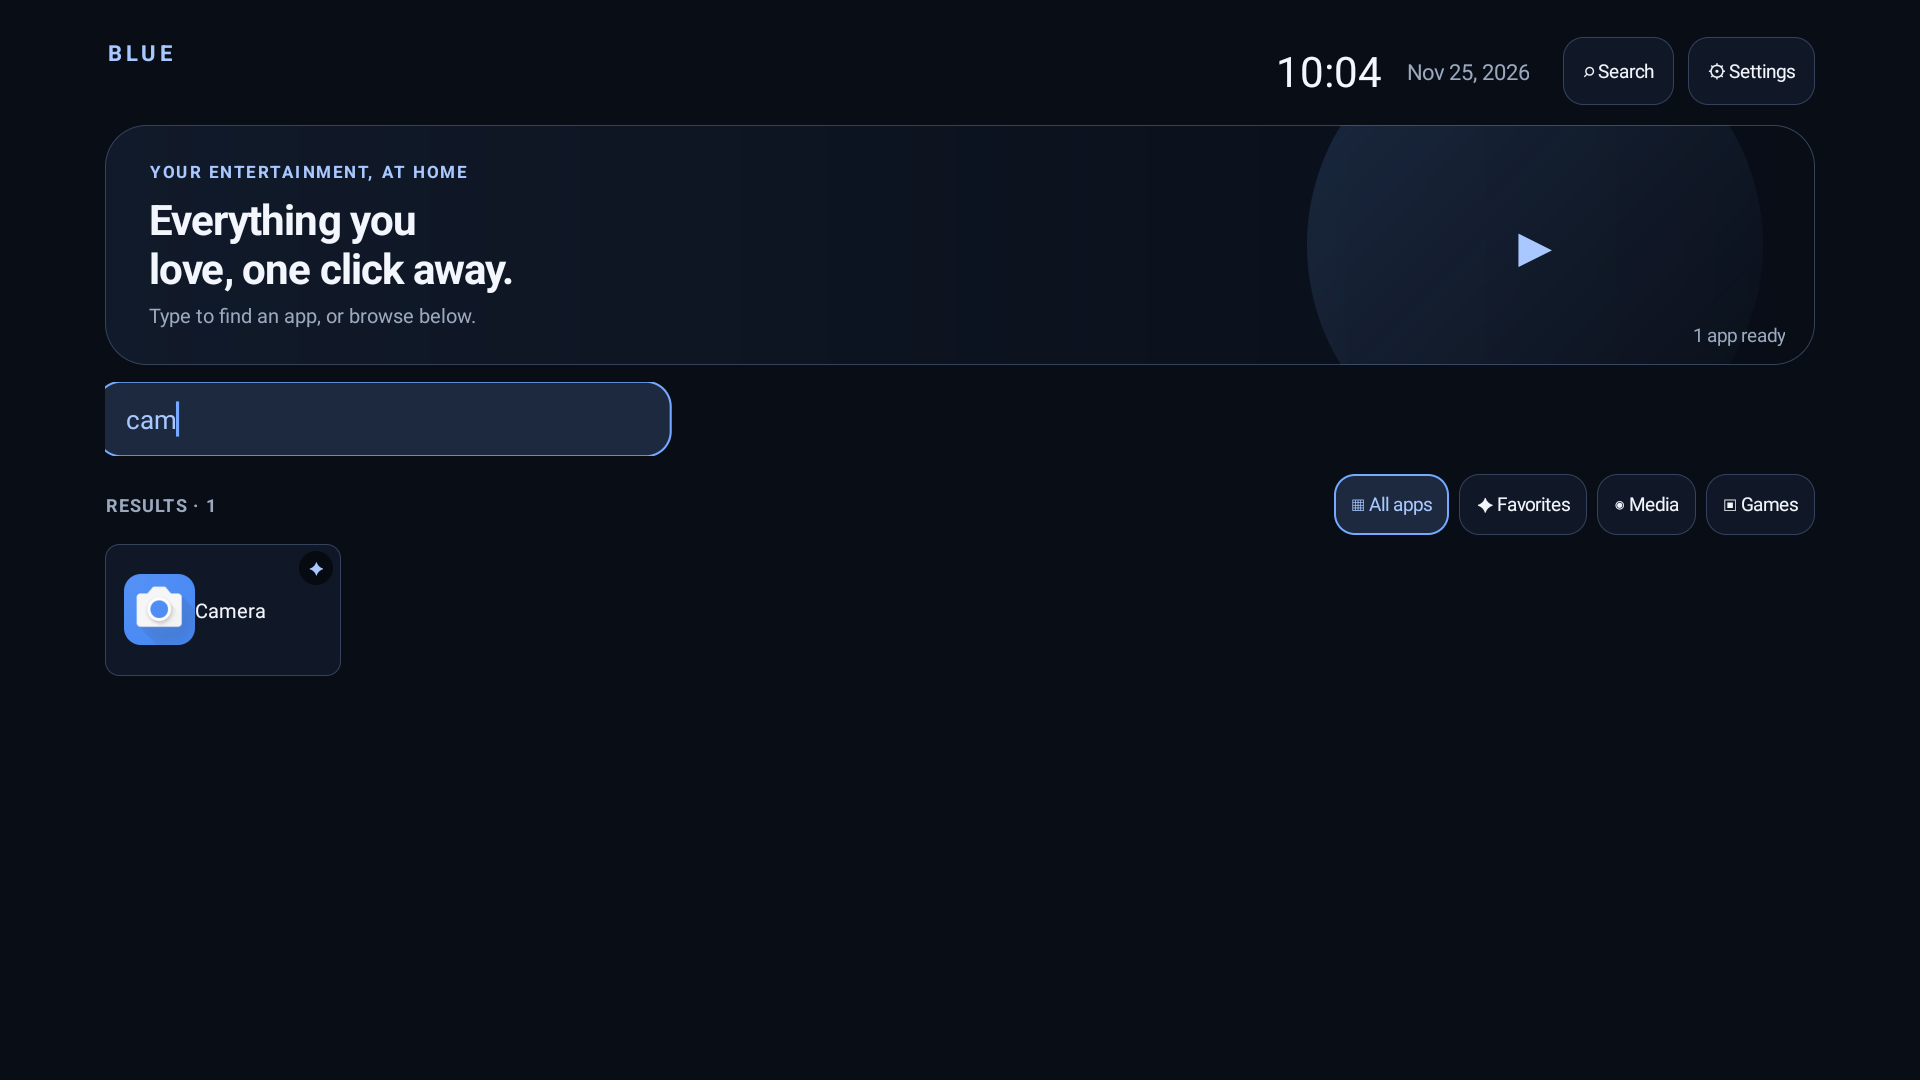 BLUE
10:04
Nov 25, 2026
Search
Settings
YOUR ENTERTAINMENT, AT HOME
Everything you
love, one click away.
Type to find an app, or browse below.
1 app ready
cam
RESULTS · 1
All apps
Favorites
Media
Games
Camera